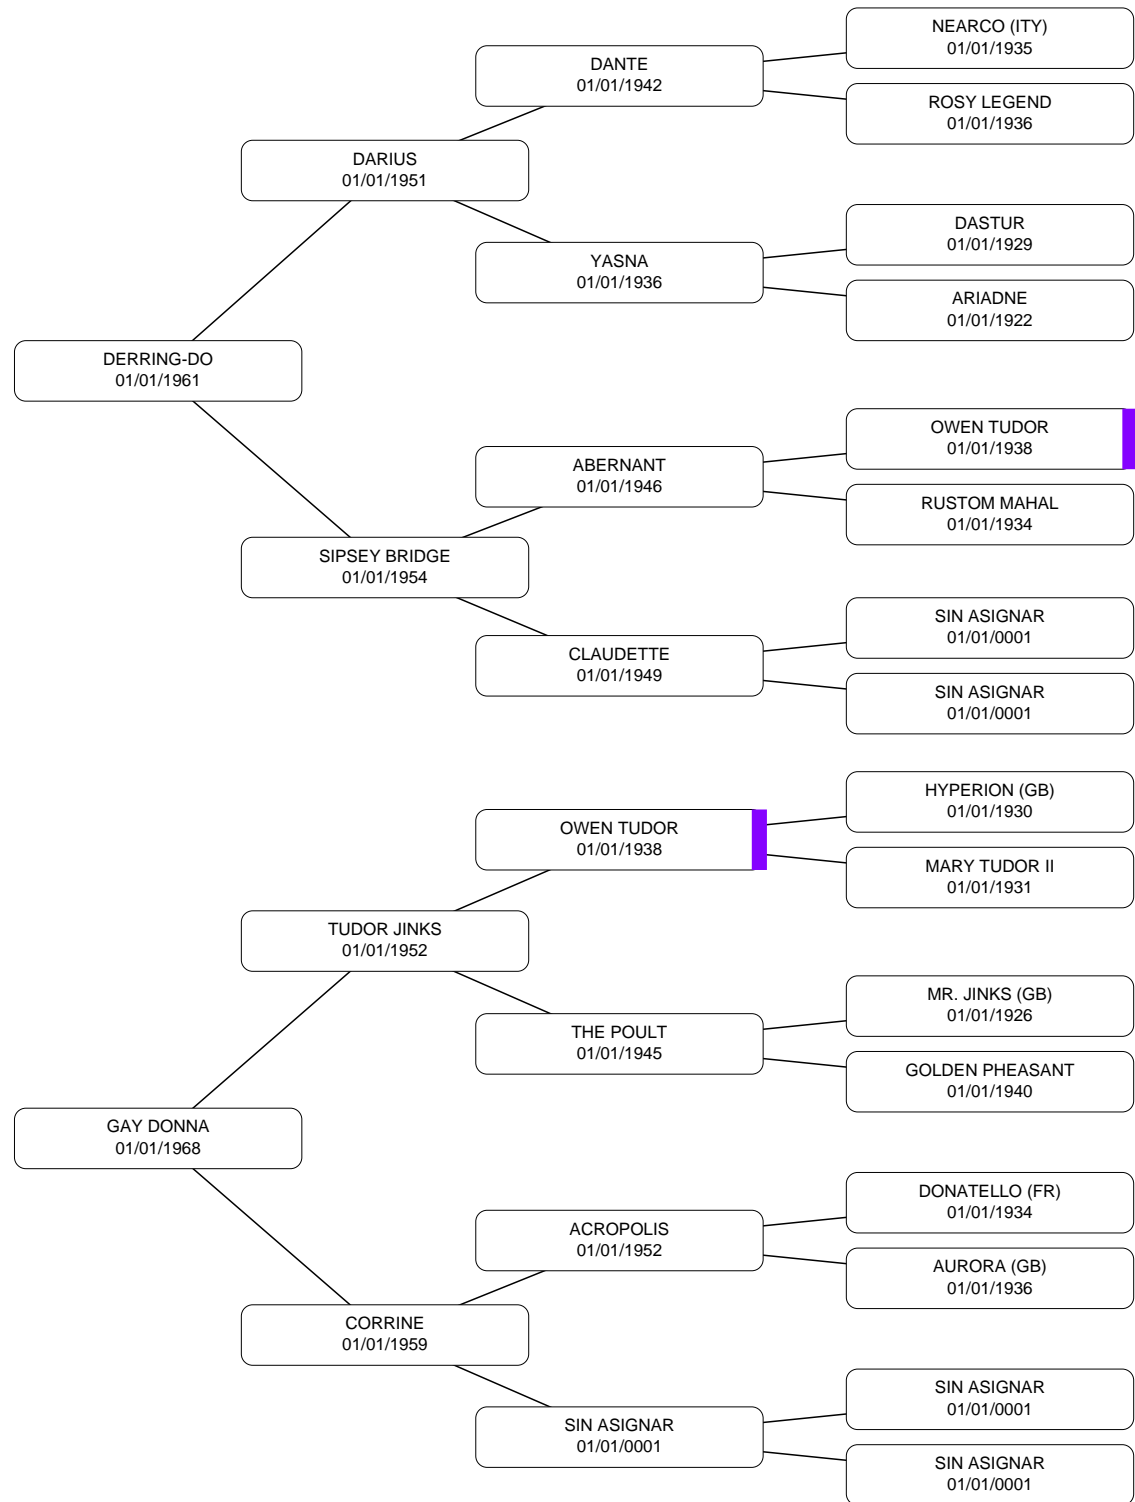 NEARCO (ITY)
01/01/1935
DANTE
01/01/1942
ROSY LEGEND
01/01/1936
DARIUS
01/01/1951
DASTUR
01/01/1929
YASNA
01/01/1936
ARIADNE
01/01/1922
DERRING-DO
01/01/1961
OWEN TUDOR
01/01/1938
ABERNANT
01/01/1946
RUSTOM MAHAL
01/01/1934
SIPSEY BRIDGE
01/01/1954
SIN ASIGNAR
01/01/0001
CLAUDETTE
01/01/1949
SIN ASIGNAR
01/01/0001
HYPERION (GB)
01/01/1930
OWEN TUDOR
01/01/1938
MARY TUDOR II
01/01/1931
TUDOR JINKS
01/01/1952
MR. JINKS (GB)
01/01/1926
THE POULT
01/01/1945
GOLDEN PHEASANT
01/01/1940
GAY DONNA
01/01/1968
DONATELLO (FR)
01/01/1934
ACROPOLIS
01/01/1952
AURORA (GB)
01/01/1936
CORRINE
01/01/1959
SIN ASIGNAR
01/01/0001
SIN ASIGNAR
01/01/0001
SIN ASIGNAR
01/01/0001